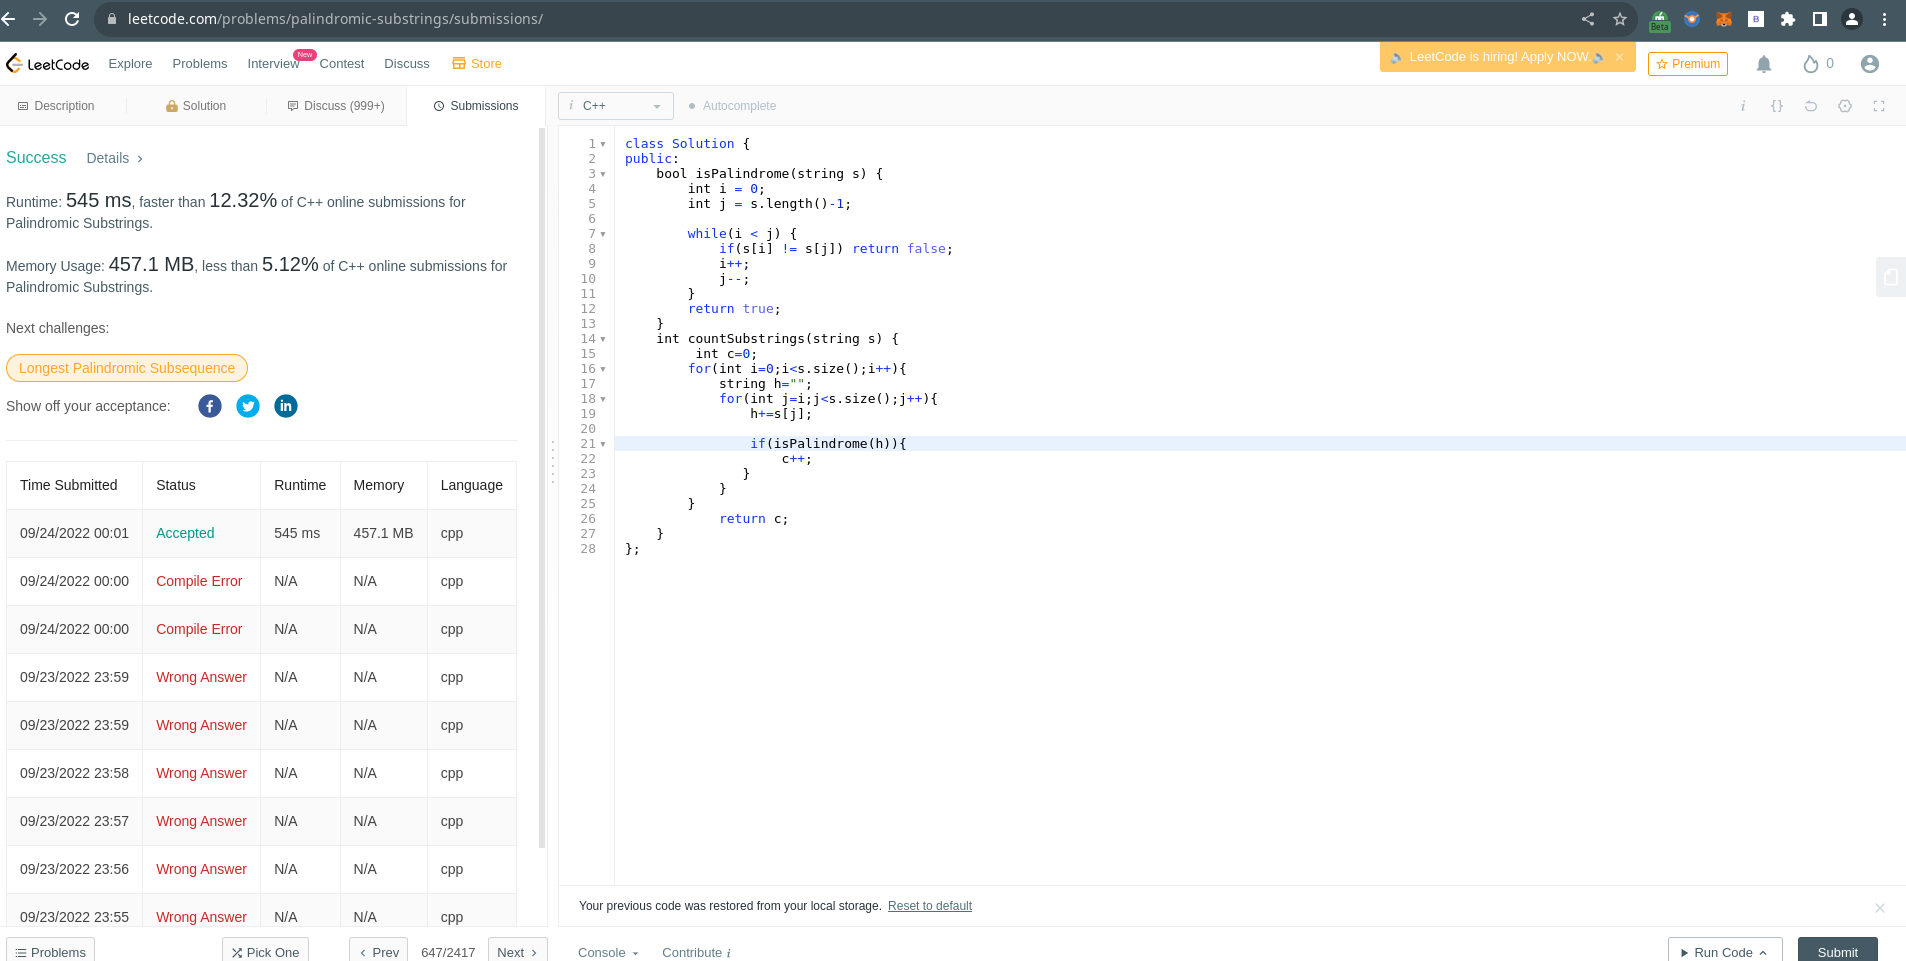 leetcode.com/problems/palindromic-substrings/submissions/
Beta
B
LeetCode Explore Problems Interview New Contest Discuss Store
LeetCode is hiring! Apply NOW.
Premium 0
Description Solution Discuss (999+) Submissions
i C++ Autocomplete i {}
Success Details
Runtime: 545 ms, faster than 12.32% of C++ online submissions for
Palindromic Substrings.
Memory Usage: 457.1 MB, less than 5.12% of C++ online submissions for
Palindromic Substrings.
Next challenges:
Longest Palindromic Subsequence
Show off your acceptance:
Time Submitted Status Runtime Memory Language
09/24/2022 00:01 Accepted 545 ms 457.1 MB cpp
09/24/2022 00:00 Compile Error N/A N/A cpp
09/24/2022 00:00 Compile Error N/A N/A cpp
09/23/2022 23:59 Wrong Answer N/A N/A cpp
09/23/2022 23:59 Wrong Answer N/A N/A cpp
09/23/2022 23:58 Wrong Answer N/A N/A cpp
09/23/2022 23:57 Wrong Answer N/A N/A cpp
09/23/2022 23:56 Wrong Answer N/A N/A cpp
09/23/2022 23:55 Wrong Answer N/A N/A cpp
Problems Pick One Prev 647/2417 Next
1 class Solution {
2 public:
3     bool isPalindrome(string s) {
4         int i = 0;
5         int j = s.length()-1;
6
7         while(i < j) {
8             if(s[i] != s[j]) return false;
9             i++;
10             j--;
11         }
12         return true;
13     }
14     int countSubstrings(string s) {
15          int c=0;
16         for(int i=0;i<s.size();i++){
17             string h="";
18             for(int j=i;j<s.size();j++){
19                 h+=s[j];
20
21                 if(isPalindrome(h)){
22                     c++;
23                }
24             }
25         }
26             return c;
27     }
28 };
Your previous code was restored from your local storage. Reset to default
Console Contribute i Run Code Submit